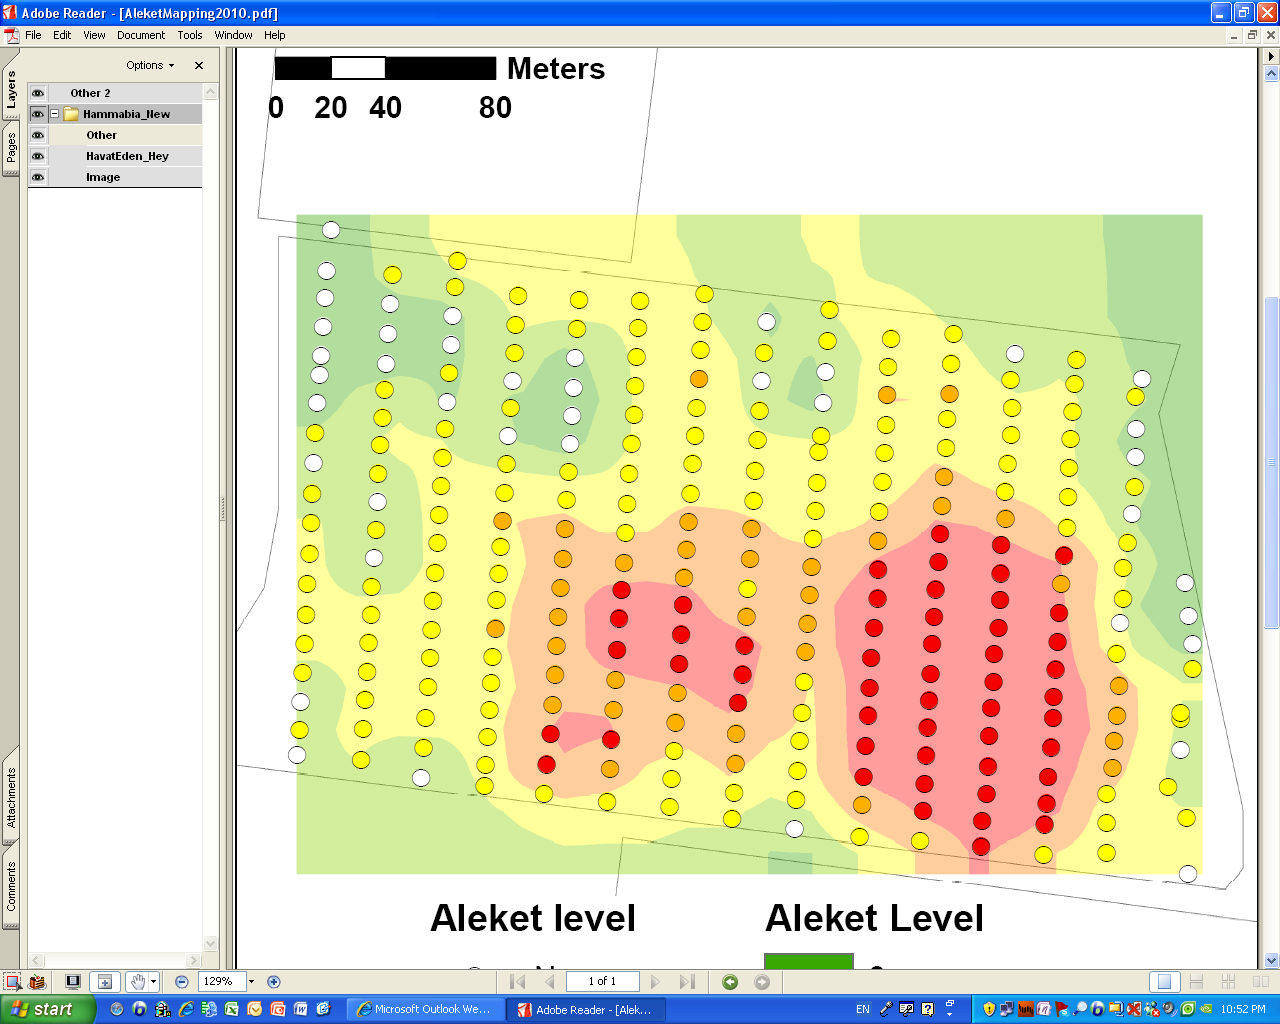 Adobe Reader - [AleketMapping2010.pdf]
File Edit View Document Tools Window Help
Options
Layers
Pages
Attachments
Comments
Other 2
Hammabia_New
Other
HavatEden_Hey
Image
Meters
0 20 40 80
Aleket level
Aleket Level
129%
1 of 1
start
Microsoft Outlook We...
Adobe Reader - [Alek...
EN
10:52 PM